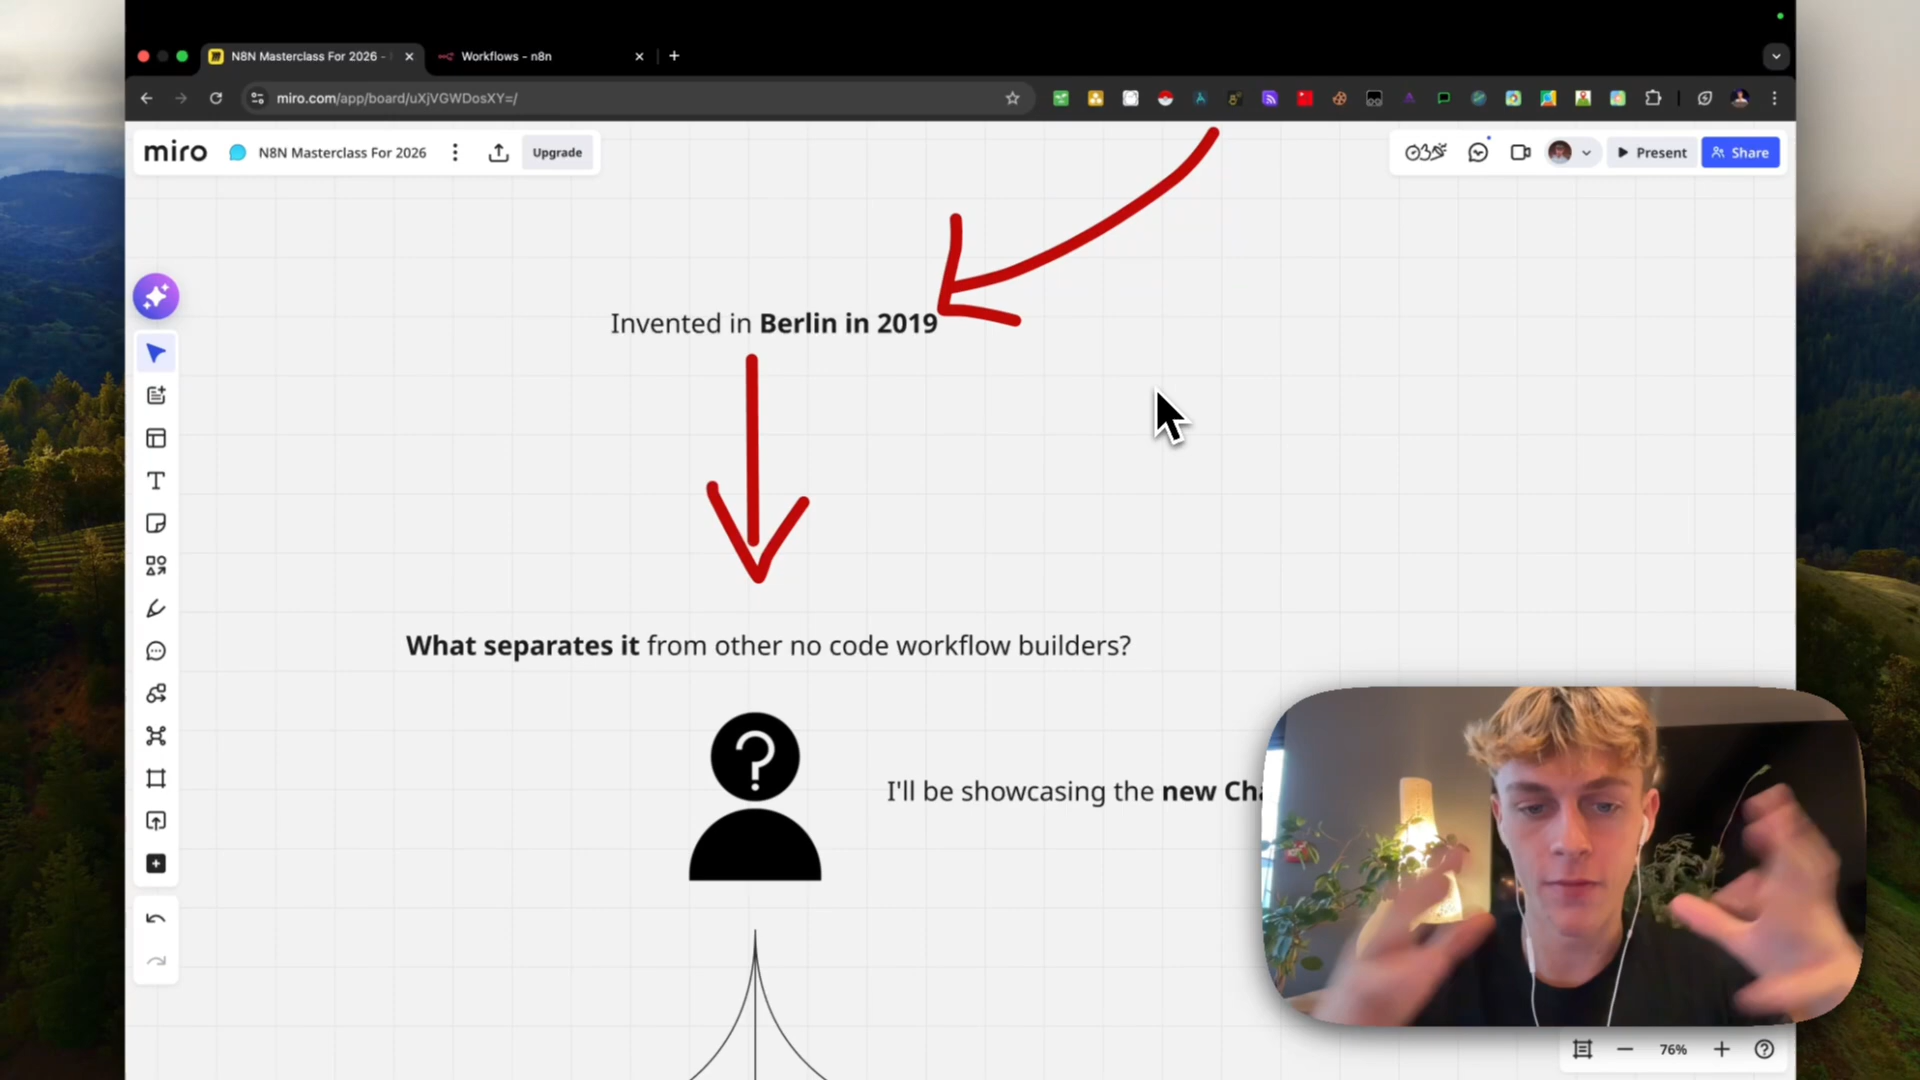 N8N Masterclass For 2026 -
Workflows - n8n
miro.com/app/board/uXjVGWDosXY=/
miro
N8N Masterclass For 2026
Upgrade
Present
Share
Invented in Berlin in 2019
What separates it from other no code workflow builders?
?
I'll be showcasing the new Cha
76%